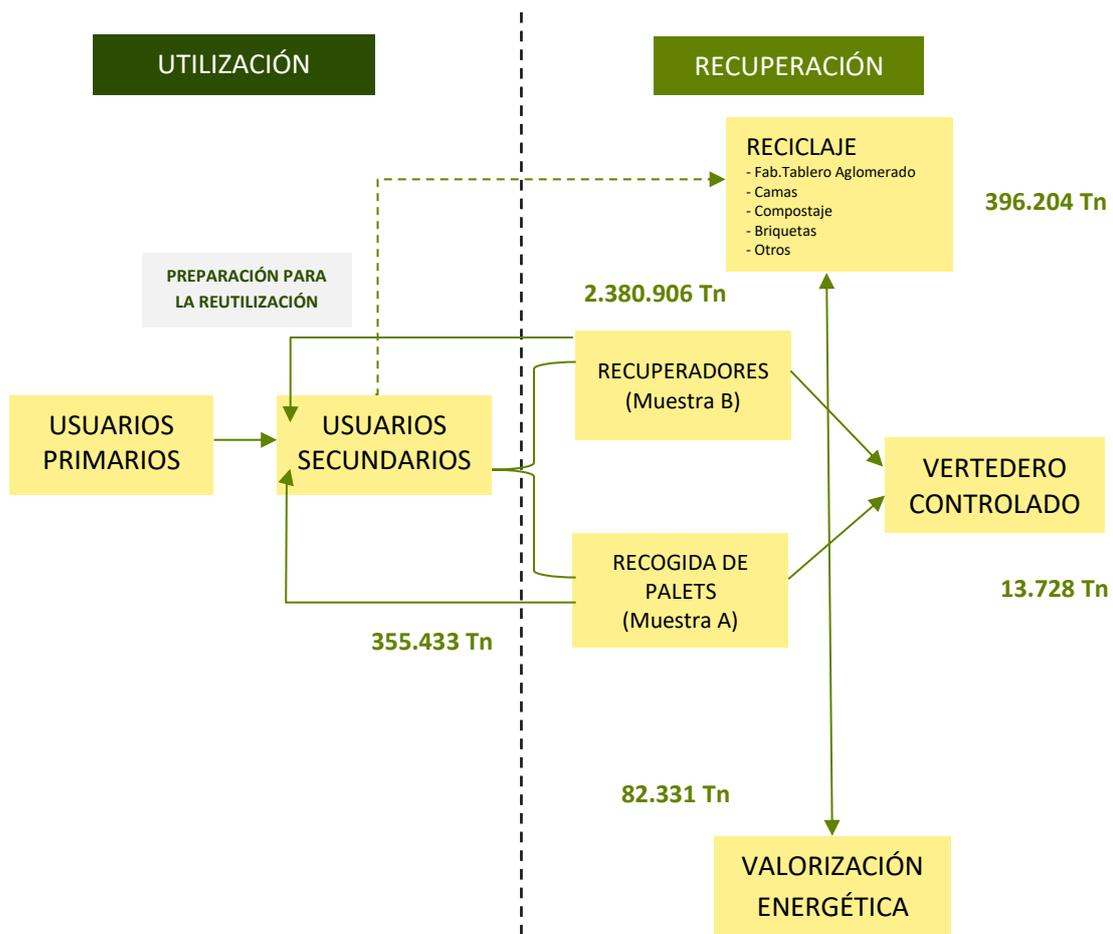 UTILIZACIÓN
RECUPERACIÓN
RECICLAJE
- Fab.Tablero Aglomerado
- Camas
- Compostaje
- Briquetas
- Otros
396.204 Tn
PREPARACIÓN PARA
LA REUTILIZACIÓN
2.380.906 Tn
RECUPERADORES
(Muestra B)
USUARIOS
PRIMARIOS
USUARIOS
SECUNDARIOS
VERTEDERO
CONTROLADO
RECOGIDA DE
PALETS
(Muestra A)
13.728 Tn
355.433 Tn
82.331 Tn
VALORIZACIÓN
ENERGÉTICA